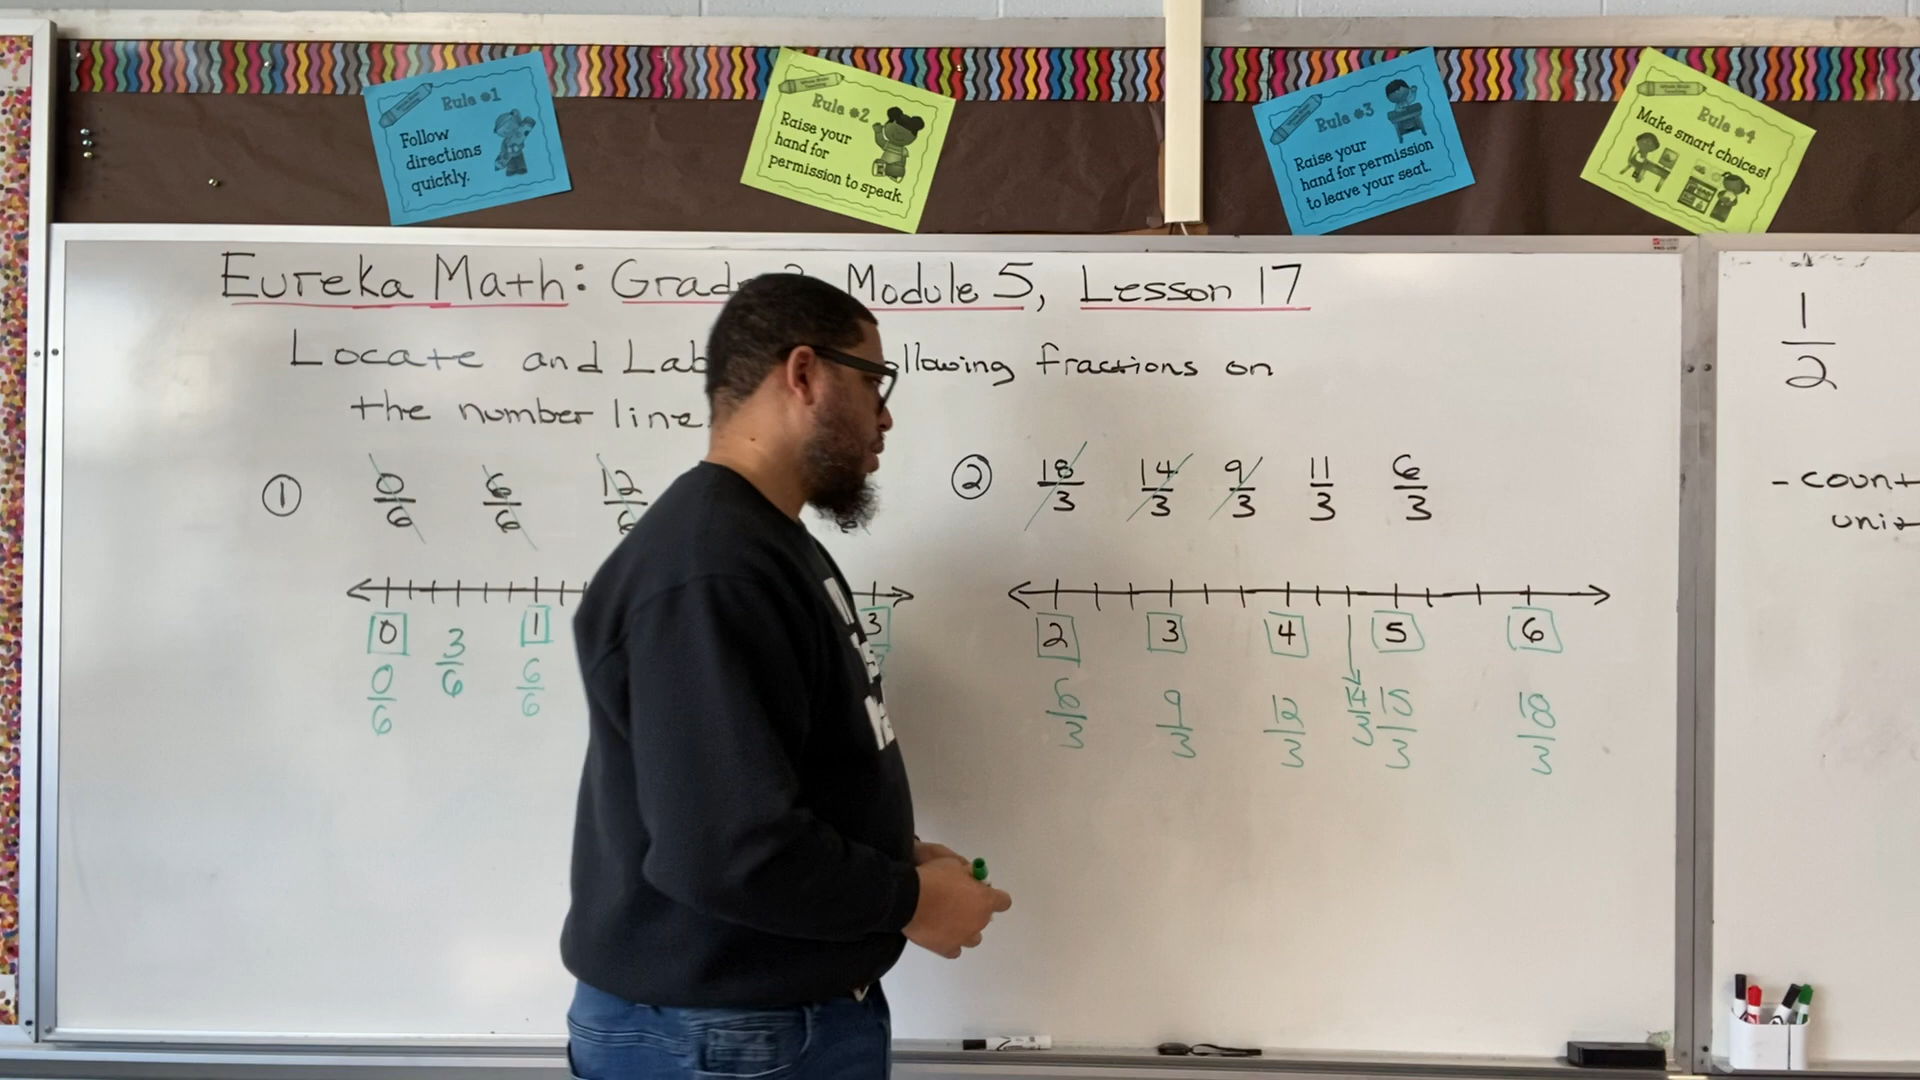 Rule #1
Follow
directions
quickly.
Rule #2
Raise your
hand for
permission to speak.
Rule #3
Raise your
hand for permission
to leave your seat.
Rule #4
Make smart choices!
Eureka Math: Grade Module 5, Lesson 17
Locate and Lab llowing fractions on
the number line.
1 0/6 6/6 12/6
0 1 3
0/6 3/6 6/6
2 18/3 14/3 9/3 11/3 6/3
2 3 4 5 6
6/3 9/3 12/3 14/3 15/3 18/3
1/2
- count
unit